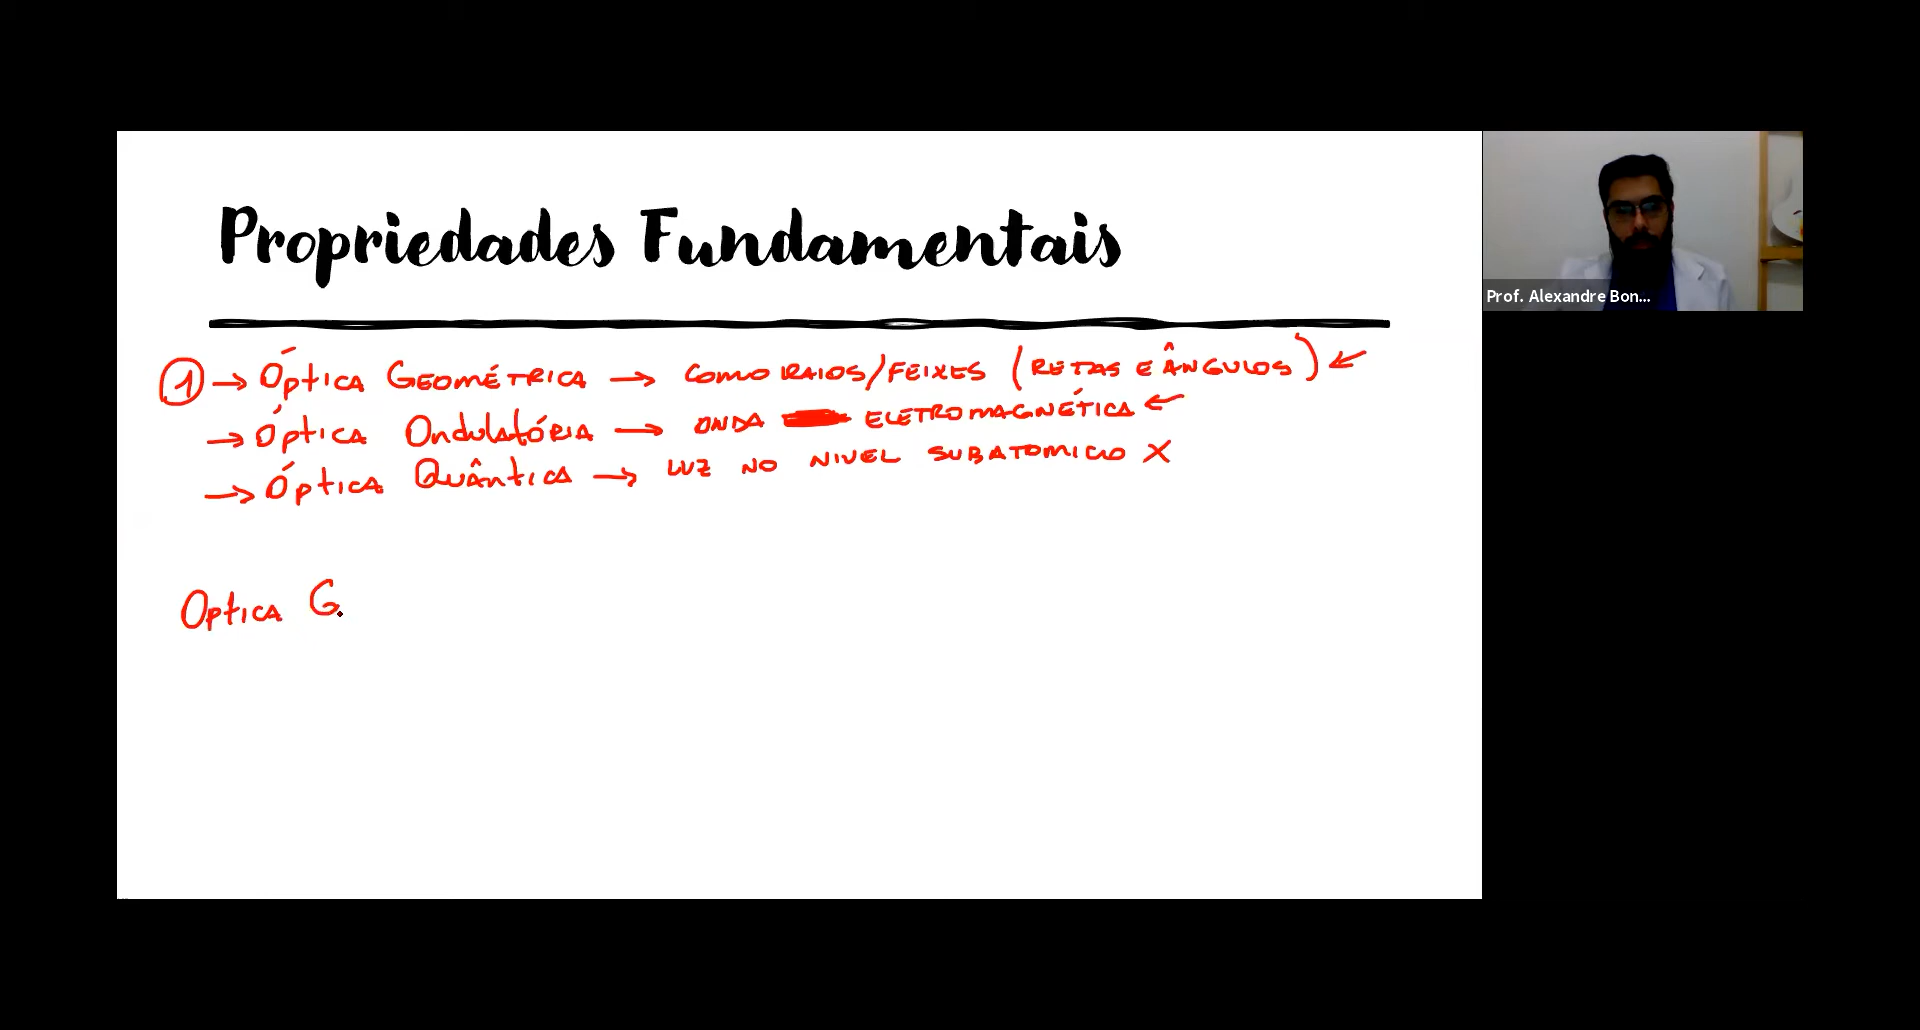 Propriedades Fundamentais
① → Óptica Geométrica → como raios/feixes (retas e ângulos) ←
→ Óptica Ondulatória → onda eletromagnética ←
→ Óptica Quântica → luz no nivel subatomico X
Optica G
Prof. Alexandre Bon...